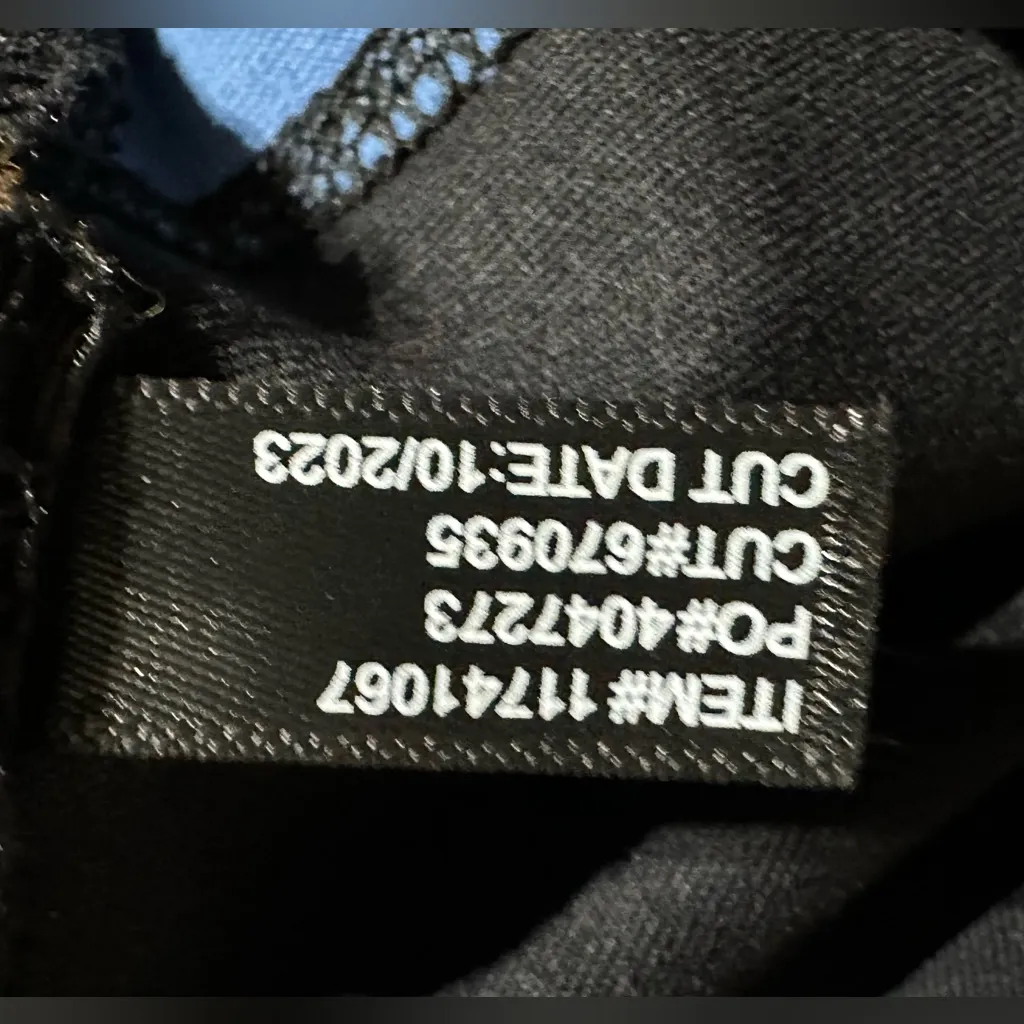 ITEM# 11741067
PO#4047273
CUT#670935
CUT DATE:10/2023